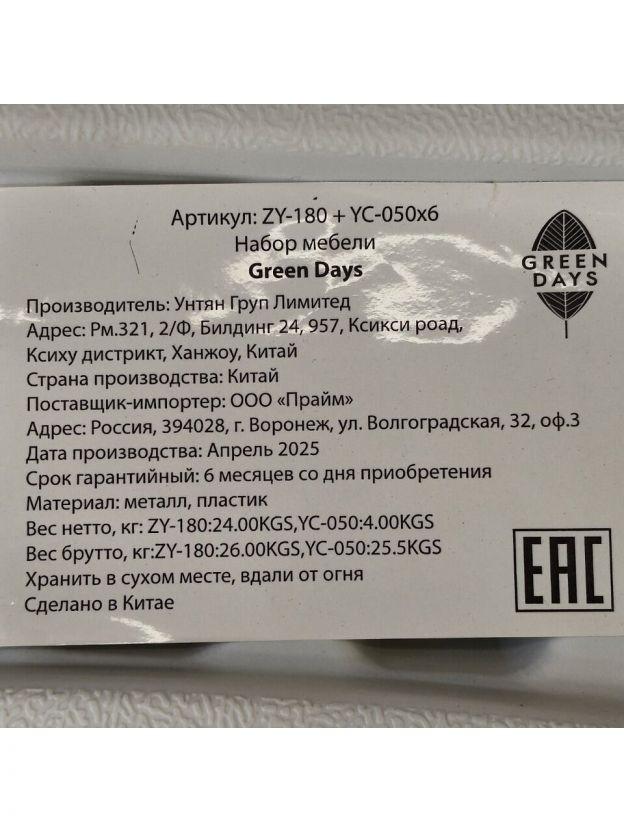 Артикул: ZY-180 + YC-050x6
Набор мебели
Green Days
GREEN
DAYS
Производитель: Унтян Груп Лимитед
Адрес: Рм.321, 2/Ф, Билдинг 24, 957, Ксикси роад,
Ксиху дистрикт, Ханжоу, Китай
Страна производства: Китай
Поставщик-импортер: ООО «Прайм»
Адрес: Россия, 394028, г. Воронеж, ул. Волгоградская, 32, оф.3
Дата производства: Апрель 2025
Срок гарантийный: 6 месяцев со дня приобретения
Материал: металл, пластик
Вес нетто, кг: ZY-180:24.00KGS,YC-050:4.00KGS
Вес брутто, кг:ZY-180:26.00KGS,YC-050:25.5KGS
Хранить в сухом месте, вдали от огня
Сделано в Китае
EAC